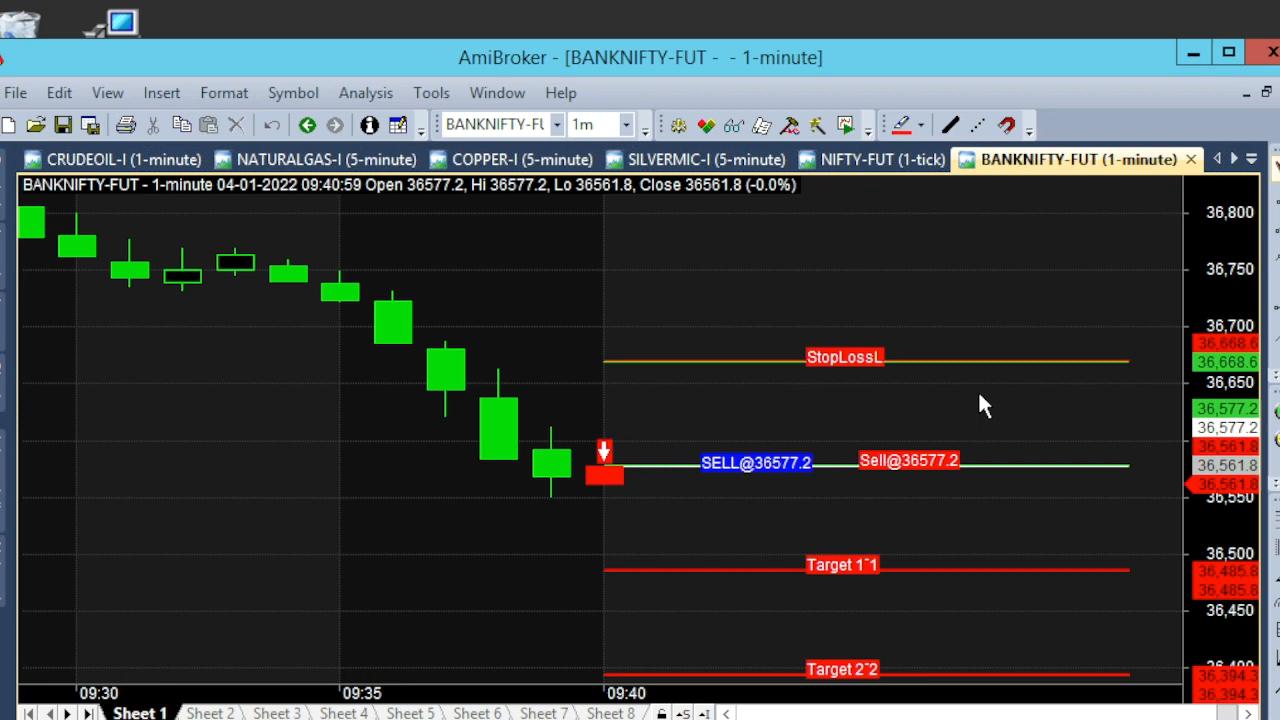 AmiBroker - [BANKNIFTY-FUT -  - 1-minute]
File Edit View Insert Format Symbol Analysis Tools Window Help
BANKNIFTY-FU 1m
CRUDEOIL-I (1-minute) NATURALGAS-I (5-minute) COPPER-I (5-minute) SILVERMIC-I (5-minute) NIFTY-FUT (1-tick) BANKNIFTY-FUT (1-minute)
BANKNIFTY-FUT - 1-minute 04-01-2022 09:40:59 Open 36577.2, Hi 36577.2, Lo 36561.8, Close 36561.8 (-0.0%)
36,800
36,750
36,700
36,668.6
StopLossL
36,668.6
36,650
36,577.2
36,577.2
36,561.8
SELL@36577.2 Sell@36577.2 36,561.8
36,561.8
36,550
36,500
Target 1~1 36,485.8
36,485.8
36,450
Target 2~2
36,400
36,394.3
36,394.3
09:30 09:35 09:40
Sheet 1 Sheet 2 Sheet 3 Sheet 4 Sheet 5 Sheet 6 Sheet 7 Sheet 8